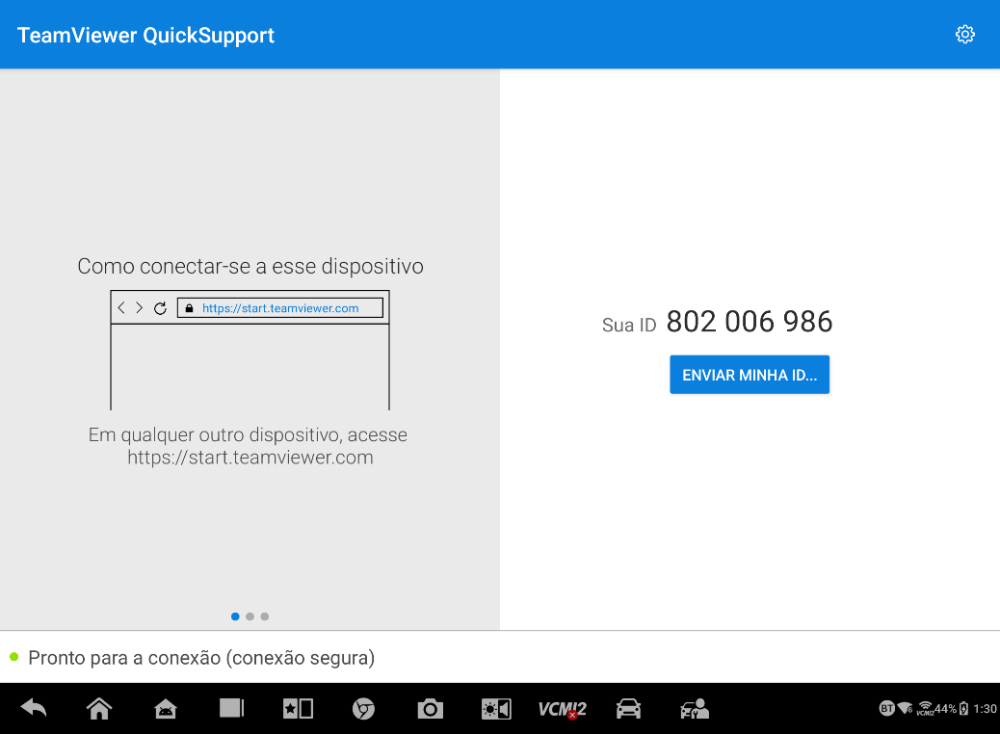 TeamViewer QuickSupport
Como conectar-se a esse dispositivo
https://start.teamviewer.com
Em qualquer outro dispositivo, acesse
https://start.teamviewer.com
Sua ID 802 006 986
ENVIAR MINHA ID...
Pronto para a conexão (conexão segura)
VCMI2
BT 6 VCMI2 44% 1:30